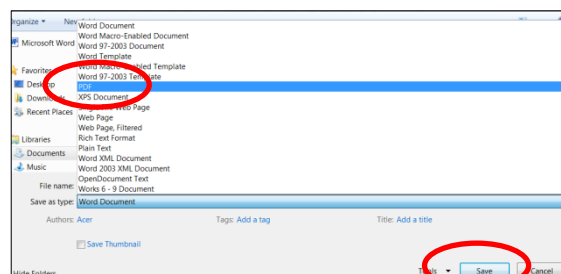 Organize Ne
Word Document
Word Macro-Enabled Document
Microsoft Word
Word 97-2003 Document
Word Template
Word Macro-Enabled Template
Favorites
Word 97-2003 Template
Desktop
PDF
Downloads
XPS Document
Recent Places
Web Page
Web Page
Web Page, Filtered
Libraries
Rich Text Format
Documents
Plain Text
Word XML Document
Music
Word 2003 XML Document
OpenDocument Text
File name:
Works 6 - 9 Document
Save as type: Word Document
Authors: Acer Tags: Add a tag Title: Add a title
Save Thumbnail
Hide Folders Tools Save Cancel